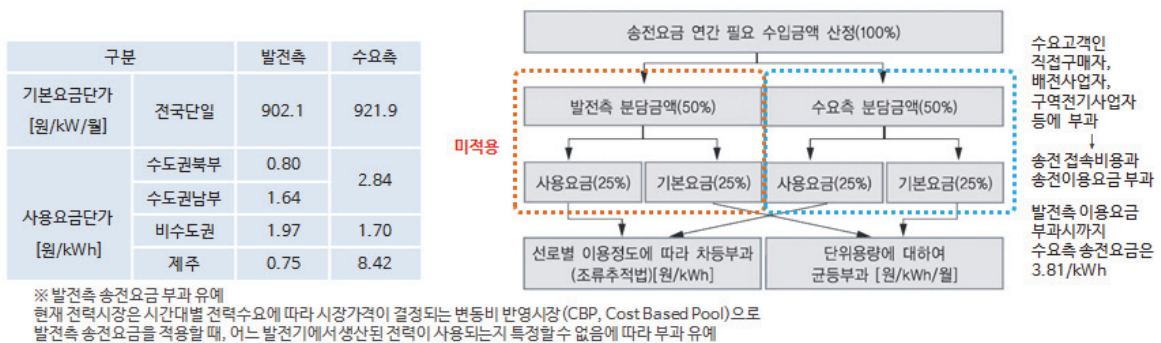 구분 발전측 수요측
기본요금단가
[원/kW/월]
전국단일 902.1 921.9
사용요금단가
[원/kWh]
수도권북부 0.80 2.84
수도권남부 1.64
비수도권 1.97 1.70
제주 0.75 8.42
※ 발전측 송전요금 부과 유예
현재 전력시장은 시간대별 전력수요에 따라 시장가격이 결정되는 변동비 반영시장(CBP, Cost Based Pool)으로
발전측 송전요금을 적용할 때, 어느 발전기에서 생산된 전력이 사용되는지 특정할 수 없음에 따라 부과 유예
송전요금 연간 필요 수입금액 산정(100%)
미적용
발전측 분담금액(50%) 수요측 분담금액(50%)
사용요금(25%) 기본요금(25%) 사용요금(25%) 기본요금(25%)
선로별 이용정도에 따라 차등부과
(조류추적법)[원/kWh]
단위용량에 대하여
균등부과 [원/kWh/월]
수요고객인
직접구매자,
배전사업자,
구역전기사업자
등에 부과
송전 접속비용과
송전이용요금 부과
발전측 이용요금
부과시까지
수요측 송전요금은
3.81/kWh